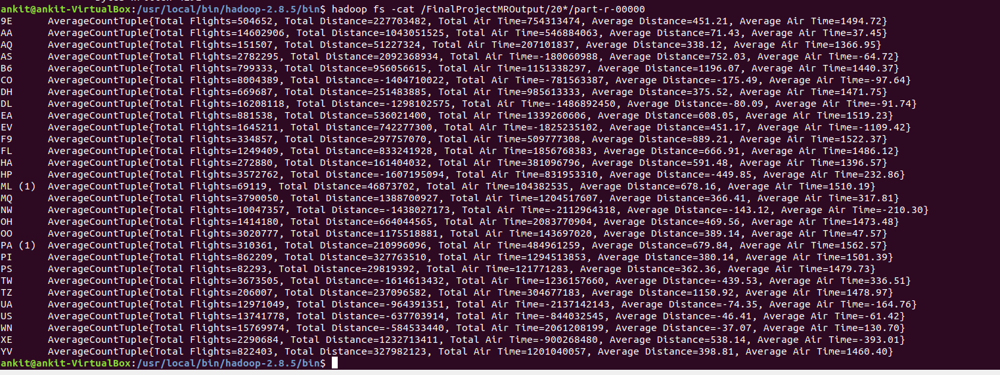 ankit@ankit-VirtualBox:/usr/local/bin/hadoop-2.8.5/bin$ hadoop fs -cat /FinalProjectMROutput/20*/part-r-00000
9E AverageCountTuple{Total Flights=504652, Total Distance=227703482, Total Air Time=754313474, Average Distance=451.21, Average Air Time=1494.72}
AA AverageCountTuple{Total Flights=14602906, Total Distance=1043051525, Total Air Time=546884063, Average Distance=71.43, Average Air Time=37.45}
AQ AverageCountTuple{Total Flights=151507, Total Distance=51227324, Total Air Time=207101837, Average Distance=338.12, Average Air Time=1366.95}
AS AverageCountTuple{Total Flights=2782295, Total Distance=2092368934, Total Air Time=-180060988, Average Distance=752.03, Average Air Time=-64.72}
B6 AverageCountTuple{Total Flights=799333, Total Distance=956056615, Total Air Time=1151338297, Average Distance=1196.07, Average Air Time=1440.37}
CO AverageCountTuple{Total Flights=8004389, Total Distance=-1404710022, Total Air Time=-781563387, Average Distance=-175.49, Average Air Time=-97.64}
DH AverageCountTuple{Total Flights=669687, Total Distance=251483885, Total Air Time=985613333, Average Distance=375.52, Average Air Time=1471.75}
DL AverageCountTuple{Total Flights=16208118, Total Distance=-1298102575, Total Air Time=-1486892450, Average Distance=-80.09, Average Air Time=-91.74}
EA AverageCountTuple{Total Flights=881538, Total Distance=536021400, Total Air Time=1339260606, Average Distance=608.05, Average Air Time=1519.23}
EV AverageCountTuple{Total Flights=1645211, Total Distance=742277300, Total Air Time=-1825235102, Average Distance=451.17, Average Air Time=-1109.42}
F9 AverageCountTuple{Total Flights=334857, Total Distance=297757070, Total Air Time=509777308, Average Distance=889.21, Average Air Time=1522.37}
FL AverageCountTuple{Total Flights=1249409, Total Distance=833241928, Total Air Time=1856768383, Average Distance=666.91, Average Air Time=1486.12}
HA AverageCountTuple{Total Flights=272880, Total Distance=161404032, Total Air Time=381096796, Average Distance=591.48, Average Air Time=1396.57}
HP AverageCountTuple{Total Flights=3572762, Total Distance=-1607195094, Total Air Time=831953310, Average Distance=-449.85, Average Air Time=232.86}
ML (1) AverageCountTuple{Total Flights=69119, Total Distance=46873702, Total Air Time=104382535, Average Distance=678.16, Average Air Time=1510.19}
MQ AverageCountTuple{Total Flights=3790050, Total Distance=1388700927, Total Air Time=1204517607, Average Distance=366.41, Average Air Time=317.81}
NW AverageCountTuple{Total Flights=10047357, Total Distance=-1438027173, Total Air Time=-2112964318, Average Distance=-143.12, Average Air Time=-210.30}
OH AverageCountTuple{Total Flights=1414180, Total Distance=664044565, Total Air Time=2083770904, Average Distance=469.56, Average Air Time=1473.48}
OO AverageCountTuple{Total Flights=3020777, Total Distance=1175518881, Total Air Time=143697020, Average Distance=389.14, Average Air Time=47.57}
PA (1) AverageCountTuple{Total Flights=310361, Total Distance=210996096, Total Air Time=484961259, Average Distance=679.84, Average Air Time=1562.57}
PI AverageCountTuple{Total Flights=862209, Total Distance=327763510, Total Air Time=1294513853, Average Distance=380.14, Average Air Time=1501.39}
PS AverageCountTuple{Total Flights=82293, Total Distance=29819392, Total Air Time=121771283, Average Distance=362.36, Average Air Time=1479.73}
TW AverageCountTuple{Total Flights=3673505, Total Distance=-1614613432, Total Air Time=1236157660, Average Distance=-439.53, Average Air Time=336.51}
TZ AverageCountTuple{Total Flights=206007, Total Distance=237096582, Total Air Time=304677183, Average Distance=1150.92, Average Air Time=1478.97}
UA AverageCountTuple{Total Flights=12971049, Total Distance=-964391351, Total Air Time=-2137142143, Average Distance=-74.35, Average Air Time=-164.76}
US AverageCountTuple{Total Flights=13741778, Total Distance=-637703914, Total Air Time=-844032545, Average Distance=-46.41, Average Air Time=-61.42}
WN AverageCountTuple{Total Flights=15769974, Total Distance=-584533440, Total Air Time=2061208199, Average Distance=-37.07, Average Air Time=130.70}
XE AverageCountTuple{Total Flights=2290684, Total Distance=1232713411, Total Air Time=-900268480, Average Distance=538.14, Average Air Time=-393.01}
YV AverageCountTuple{Total Flights=822403, Total Distance=327982123, Total Air Time=1201040057, Average Distance=398.81, Average Air Time=1460.40}
ankit@ankit-VirtualBox:/usr/local/bin/hadoop-2.8.5/bin$